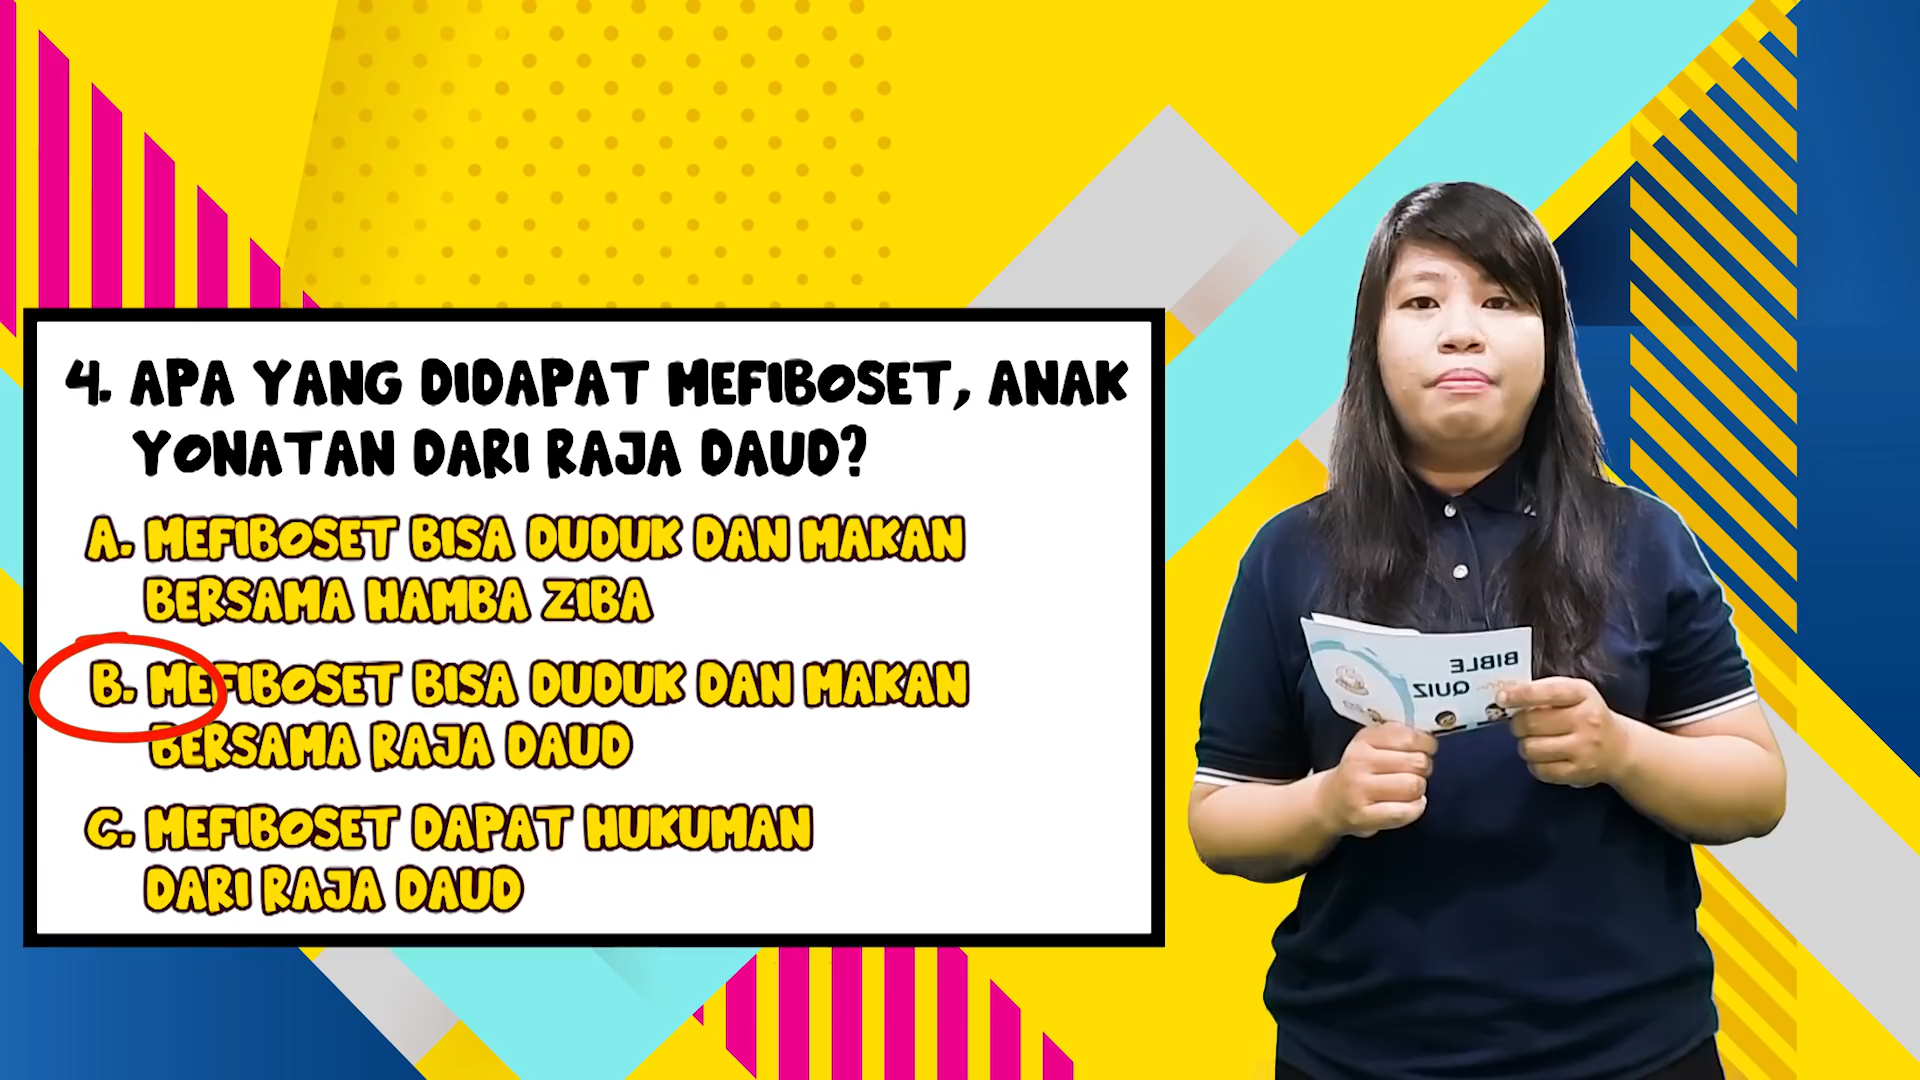 4. APA YANG DIDAPAT MEFIBOSET, ANAK
YONATAN DARI RAJA DAUD?
A. MEFIBOSET BISA DUDUK DAN MAKAN
BERSAMA HAMBA ZIBA
B. MEFIBOSET BISA DUDUK DAN MAKAN
BERSAMA RAJA DAUD
C. MEFIBOSET DAPAT HUKUMAN
DARI RAJA DAUD
BIBLE
QUIZ